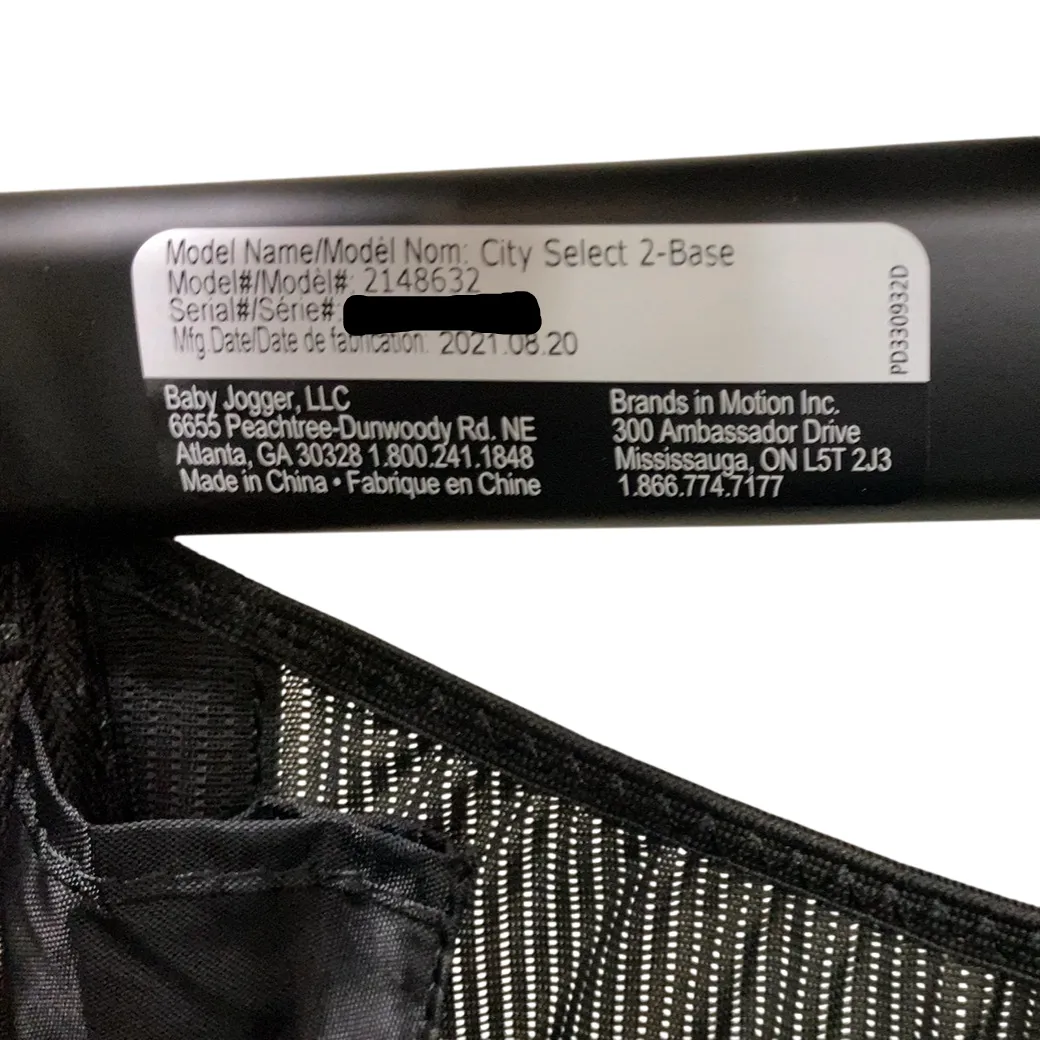 Model Name/Modèl Nom: City Select 2-Base
Model#/Modèl#: 2148632
Serial#/Série#:
Mfg.Date/Date de fabrication: 2021.08.20
PD330932D
Baby Jogger, LLC
6655 Peachtree-Dunwoody Rd. NE
Atlanta, GA 30328 1.800.241.1848
Made in China • Fabrique en Chine
Brands in Motion Inc.
300 Ambassador Drive
Mississauga, ON L5T 2J3
1.866.774.7177